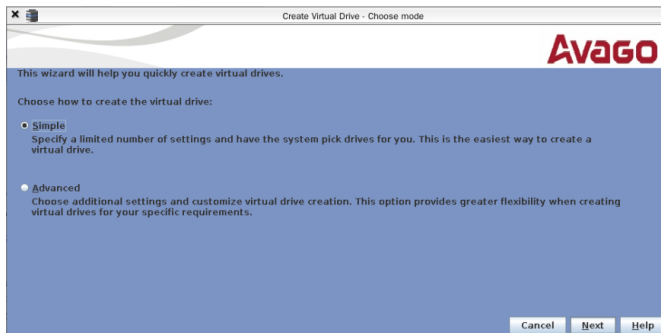 Create Virtual Drive - Choose mode
Avago
This wizard will help you quickly create virtual drives.
Choose how to create the virtual drive:
Simple
Specify a limited number of settings and have the system pick drives for you. This is the easiest way to create a
virtual drive.
Advanced
Choose additional settings and customize virtual drive creation. This option provides greater flexibility when creating
virtual drives for your specific requirements.
Cancel Next Help